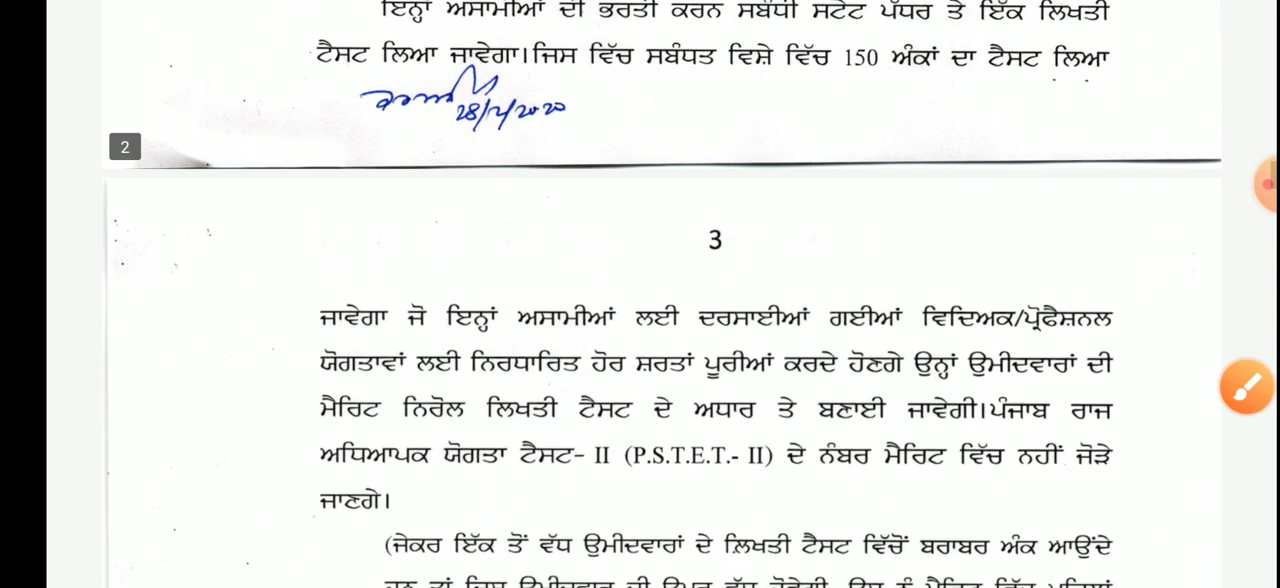 ਇਨ੍ਹਾਂ ਅਸਾਮੀਆਂ ਦੀ ਭਰਤੀ ਕਰਨ ਸਬੰਧੀ ਸਟੇਟ ਪੱਧਰ ਤੇ ਇੱਕ ਲਿਖਤੀ
ਟੈਸਟ ਲਿਆ ਜਾਵੇਗਾ।ਜਿਸ ਵਿੱਚ ਸਬੰਧਤ ਵਿਸ਼ੇ ਵਿੱਚ 150 ਅੰਕਾਂ ਦਾ ਟੈਸਟ ਲਿਆ
2
3
ਜਾਵੇਗਾ ਜੋ ਇਨ੍ਹਾਂ ਅਸਾਮੀਆਂ ਲਈ ਦਰਸਾਈਆਂ ਗਈਆਂ ਵਿਦਿਅਕ/ਪ੍ਰੋਫੈਸ਼ਨਲ
ਯੋਗਤਾਵਾਂ ਲਈ ਨਿਰਧਾਰਿਤ ਹੋਰ ਸ਼ਰਤਾਂ ਪੂਰੀਆਂ ਕਰਦੇ ਹੋਣਗੇ ਉਨ੍ਹਾਂ ਉਮੀਦਵਾਰਾਂ ਦੀ
ਮੈਰਿਟ ਨਿਰੋਲ ਲਿਖਤੀ ਟੈਸਟ ਦੇ ਅਧਾਰ ਤੇ ਬਣਾਈ ਜਾਵੇਗੀ।ਪੰਜਾਬ ਰਾਜ
ਅਧਿਆਪਕ ਯੋਗਤਾ ਟੈਸਟ- II (P.S.T.E.T.- II) ਦੇ ਨੰਬਰ ਮੈਰਿਟ ਵਿੱਚ ਨਹੀਂ ਜੋੜੇ
ਜਾਣਗੇ।
(ਜੇਕਰ ਇੱਕ ਤੋਂ ਵੱਧ ਉਮੀਦਵਾਰਾਂ ਦੇ ਲਿਖਤੀ ਟੈਸਟ ਵਿੱਚੋਂ ਬਰਾਬਰ ਅੰਕ ਆਉਂਦੇ